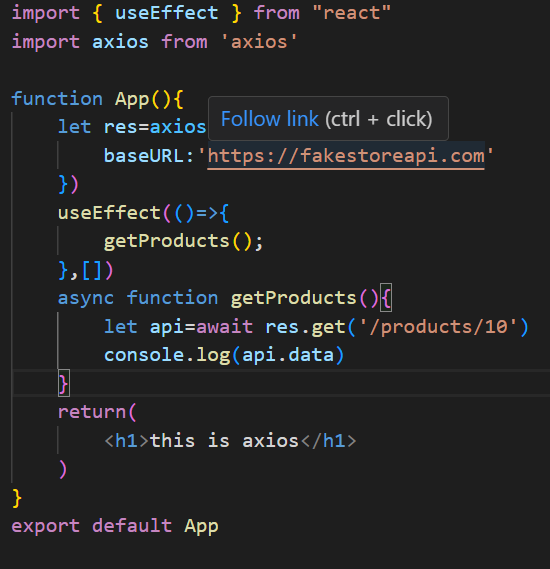 import { useEffect } from "react"
import axios from 'axios'
function App(){
Follow link (ctrl + click)
let res=axios
baseURL:'https://fakestoreapi.com'
})
useEffect(()=>{
getProducts();
},[])
async function getProducts(){
let api=await res.get('/products/10')
console.log(api.data)
}
return(
<h1>this is axios</h1>
)
}
export default App